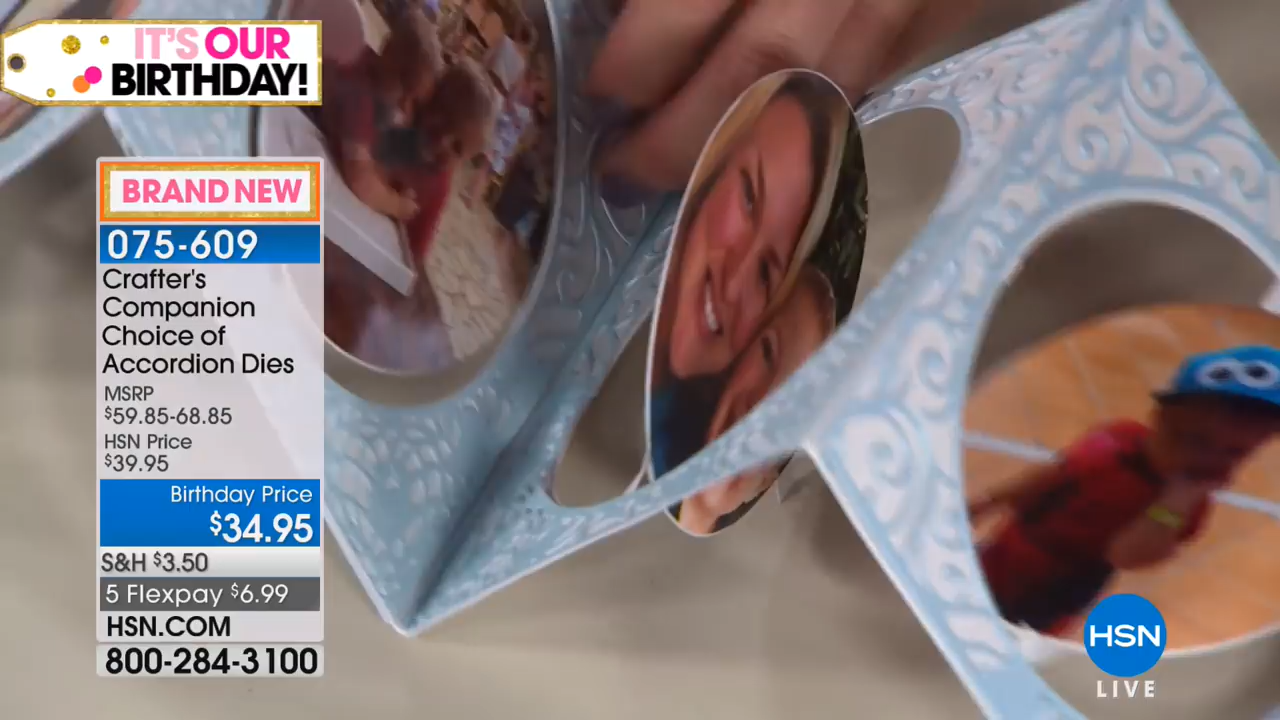 IT'S OUR
BIRTHDAY!
BRAND NEW
075-609
Crafter's
Companion
Choice of
Accordion Dies
MSRP
$59.85-68.85
HSN Price
$39.95
Birthday Price
$34.95
S&H $3.50
5 Flexpay $6.99
HSN.COM
800-284-3100
HSN
LIVE